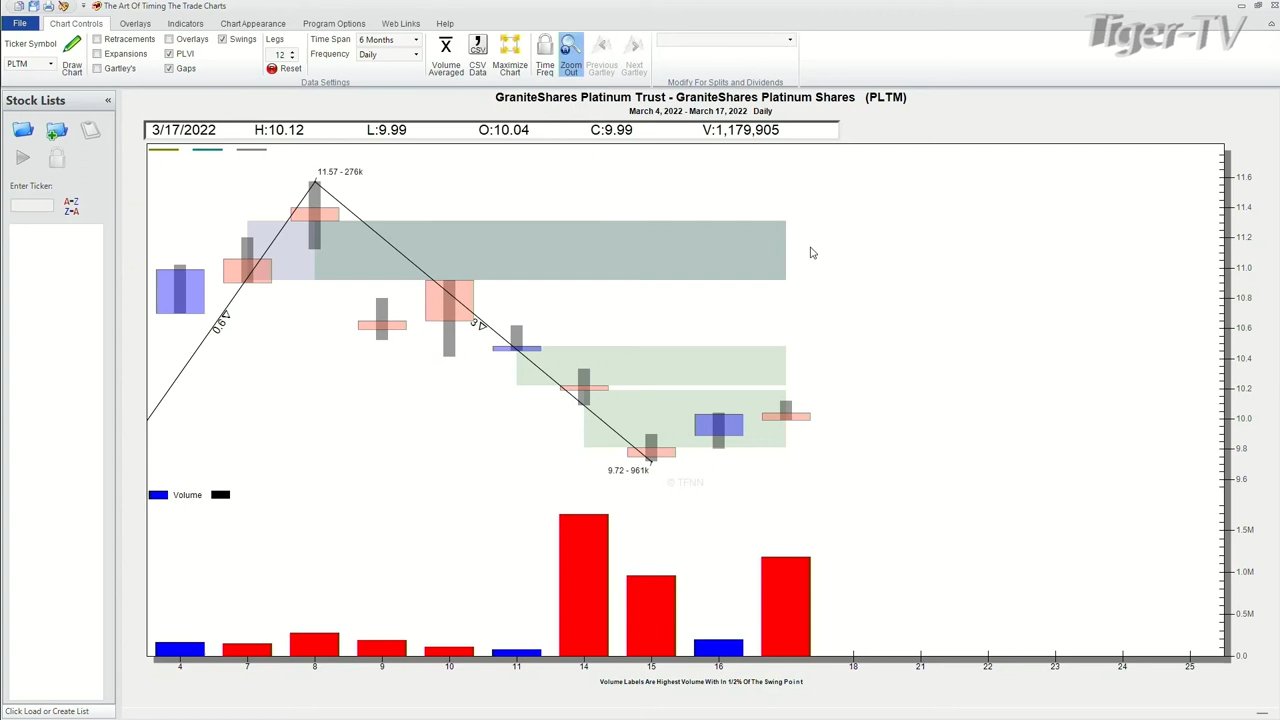 The Art Of Timing The Trade Charts
File Chart Controls Overlays Indicators Chart Appearance Program Options Web Links Help
Tiger-TV
Ticker Symbol
PLTM
Draw Chart
Retracements Overlays Swings
Expansions PLVI
Gartley's Gaps
Legs
12
Reset
Time Span 6 Months
Frequency Daily
Data Settings
Volume Averaged
CSV Data
Maximize Chart
Time Freq
Zoom Out
Previous Gartley
Next Gartley
Modify For Splits and Dividends
Stock Lists «
Enter Ticker:
A=Z
Z=A
Click Load or Create List
GraniteShares Platinum Trust - GraniteShares Platinum Shares (PLTM)
March 4, 2022 - March 17, 2022 Daily
3/17/2022 H:10.12 L:9.99 O:10.04 C:9.99 V:1,179,905
11.57 - 276k
9.72 - 961k
© TFNN
11.6
11.4
11.2
11.0
10.8
10.6
10.4
10.2
10.0
9.8
9.6
Volume
1.5M
1.0M
0.5M
0.0
4 7 8 9 10 11 14 15 16 18 21 22 23 24 25
Volume Labels Are Highest Volume With In 1/2% Of The Swing Point